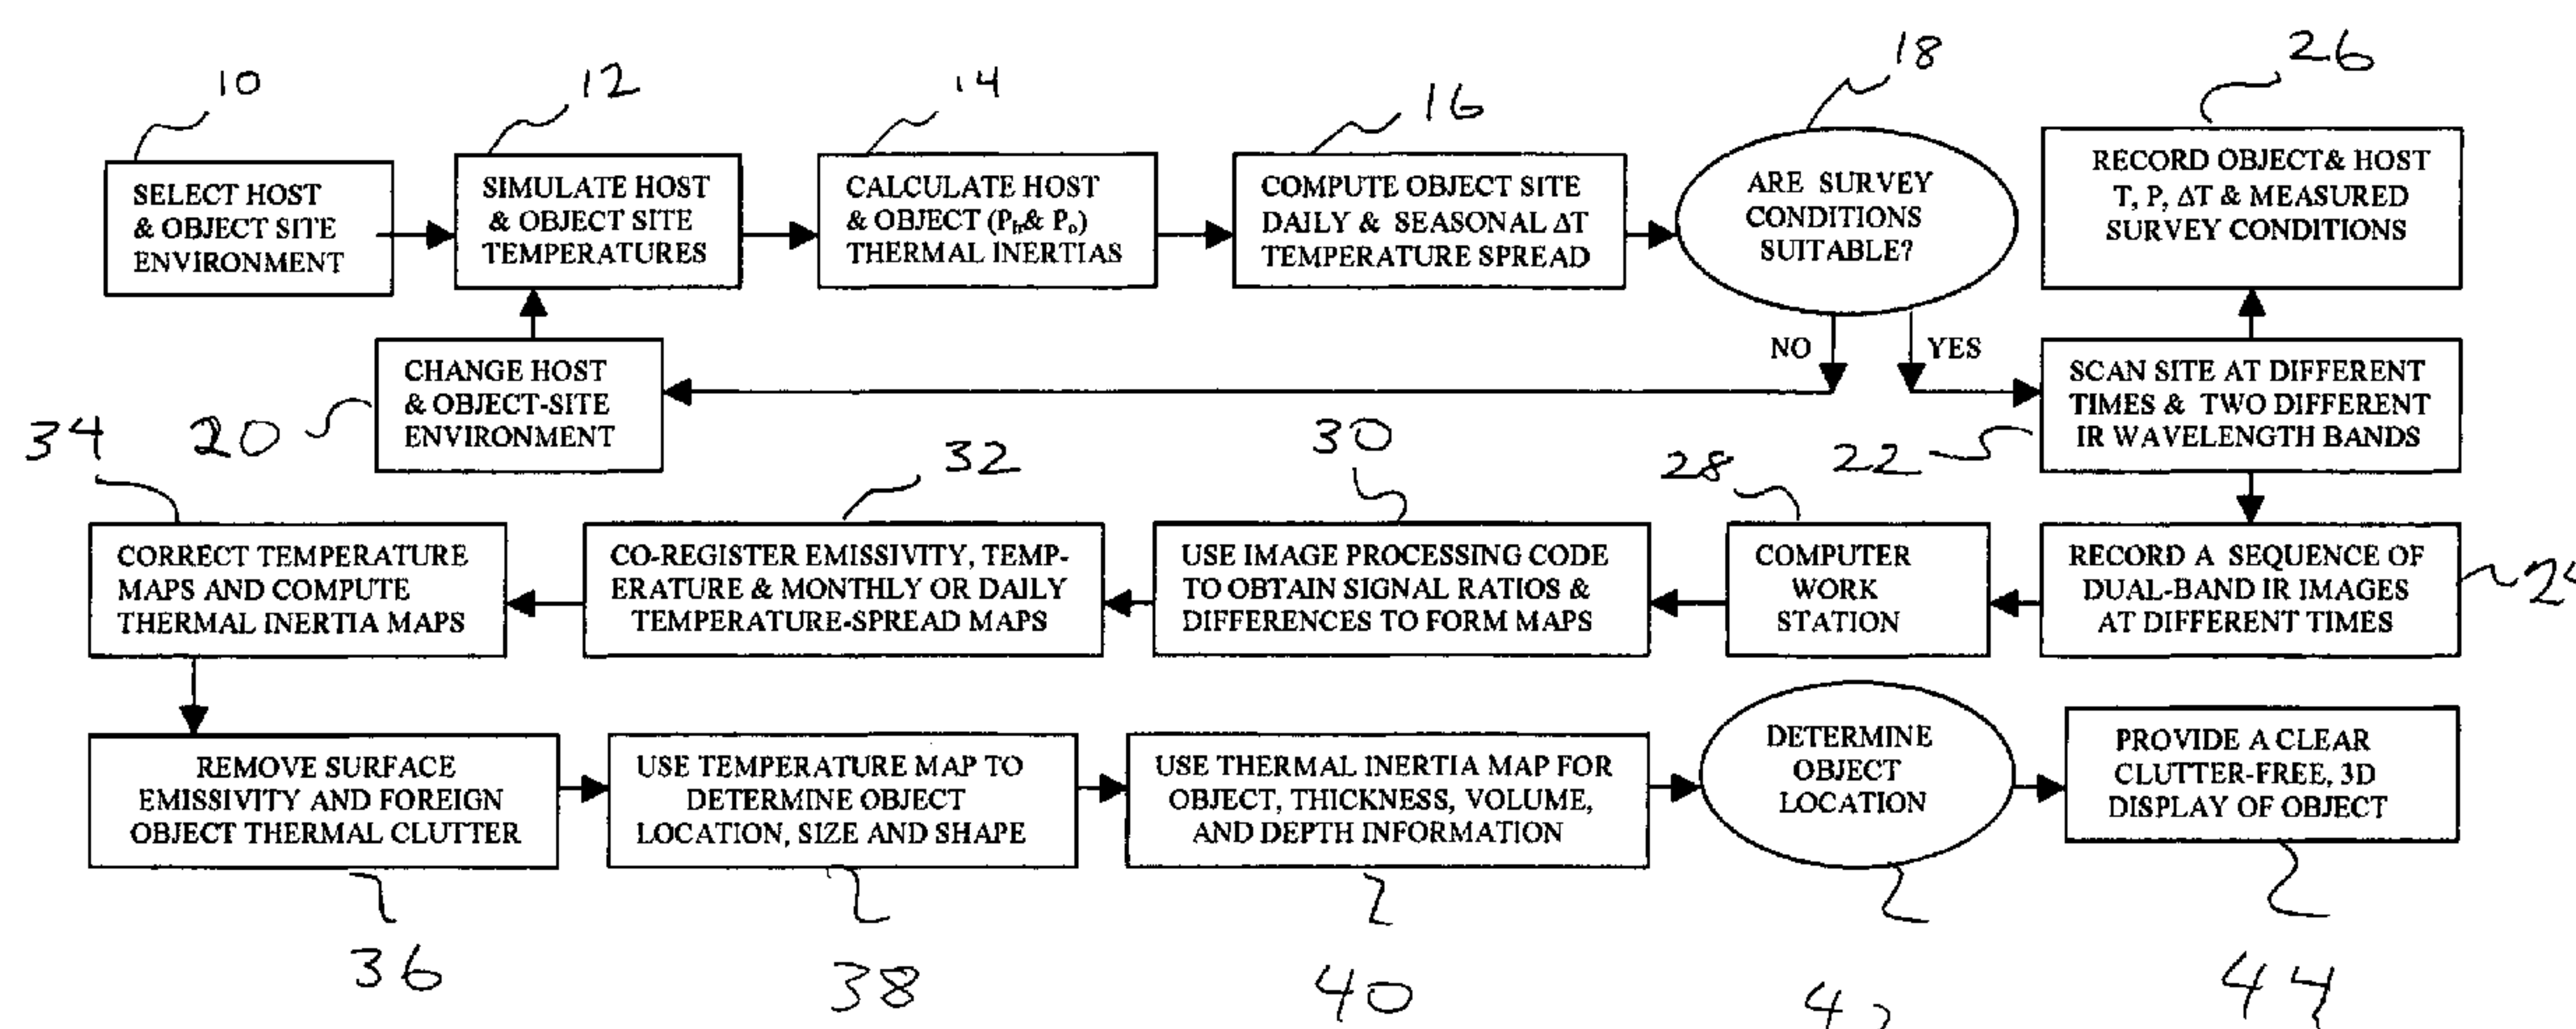 10
12
14
16
18
26
SELECT HOST
& OBJECT SITE
ENVIRONMENT
SIMULATE HOST
& OBJECT SITE
TEMPERATURES
CALCULATE HOST
& OBJECT (Pₕ& Pₒ)
THERMAL INERTIAS
COMPUTE OBJECT SITE
DAILY & SEASONAL ΔT
TEMPERATURE SPREAD
ARE SURVEY
CONDITIONS
SUITABLE?
RECORD OBJECT& HOST
T, P, ΔT & MEASURED
SURVEY CONDITIONS
NO
YES
CHANGE HOST
& OBJECT-SITE
ENVIRONMENT
20
SCAN SITE AT DIFFERENT
TIMES & TWO DIFFERENT
IR WAVELENGTH BANDS
22
34
32
30
28
CORRECT TEMPERATURE
MAPS AND COMPUTE
THERMAL INERTIA MAPS
CO-REGISTER EMISSIVITY, TEMP-
ERATURE & MONTHLY OR DAILY
TEMPERATURE-SPREAD MAPS
USE IMAGE PROCESSING CODE
TO OBTAIN SIGNAL RATIOS &
DIFFERENCES TO FORM MAPS
COMPUTER
WORK
STATION
RECORD A SEQUENCE OF
DUAL-BAND IR IMAGES
AT DIFFERENT TIMES
REMOVE SURFACE
EMISSIVITY AND FOREIGN
OBJECT THERMAL CLUTTER
USE TEMPERATURE MAP TO
DETERMINE OBJECT
LOCATION, SIZE AND SHAPE
USE THERMAL INERTIA MAP FOR
OBJECT, THICKNESS, VOLUME,
AND DEPTH INFORMATION
DETERMINE
OBJECT
LOCATION
PROVIDE A CLEAR
CLUTTER-FREE, 3D
DISPLAY OF OBJECT
36
38
40
44